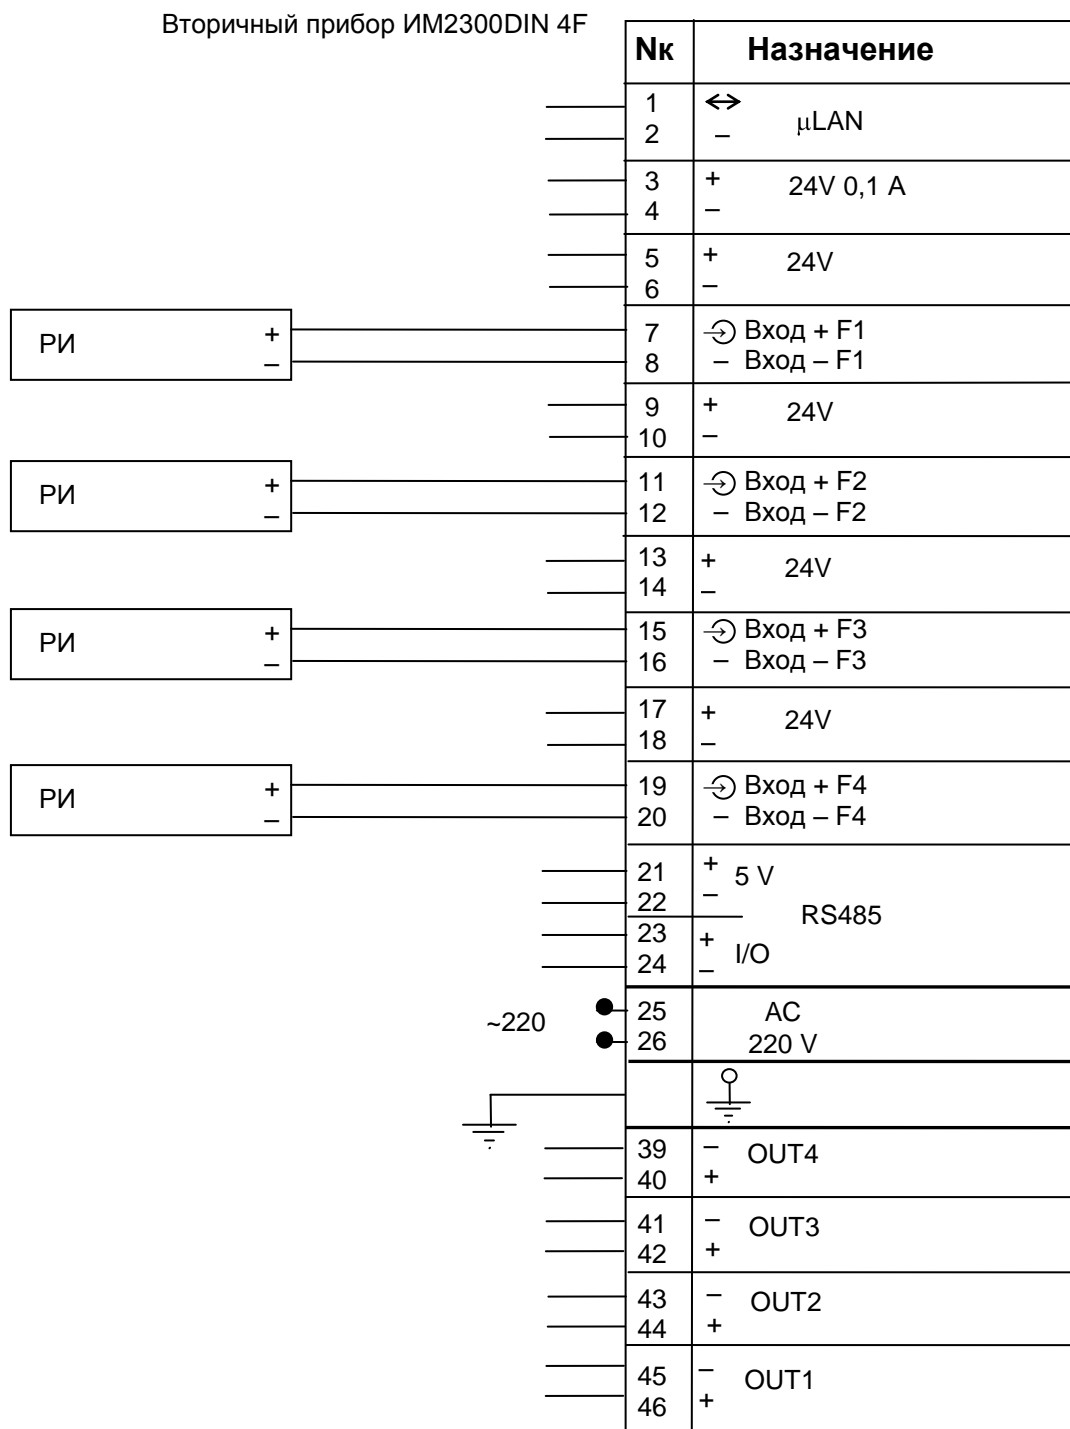 Вторичный прибор ИМ2300DIN 4F
Nк Назначение
1 ↔ μLAN
2 –
3 + 24V 0,1 A
4 –
5 + 24V
6 –
РИ + 7 Вход + F1
– 8 – Вход – F1
9 + 24V
10 –
РИ + 11 Вход + F2
– 12 – Вход – F2
13 + 24V
14 –
РИ + 15 Вход + F3
– 16 – Вход – F3
17 + 24V
18 –
РИ + 19 Вход + F4
– 20 – Вход – F4
21 + 5 V
22 –
RS485
23 + I/O
24 –
~220
25 AC
26 220 V
39 – OUT4
40 +
41 – OUT3
42 +
43 – OUT2
44 +
45 – OUT1
46 +